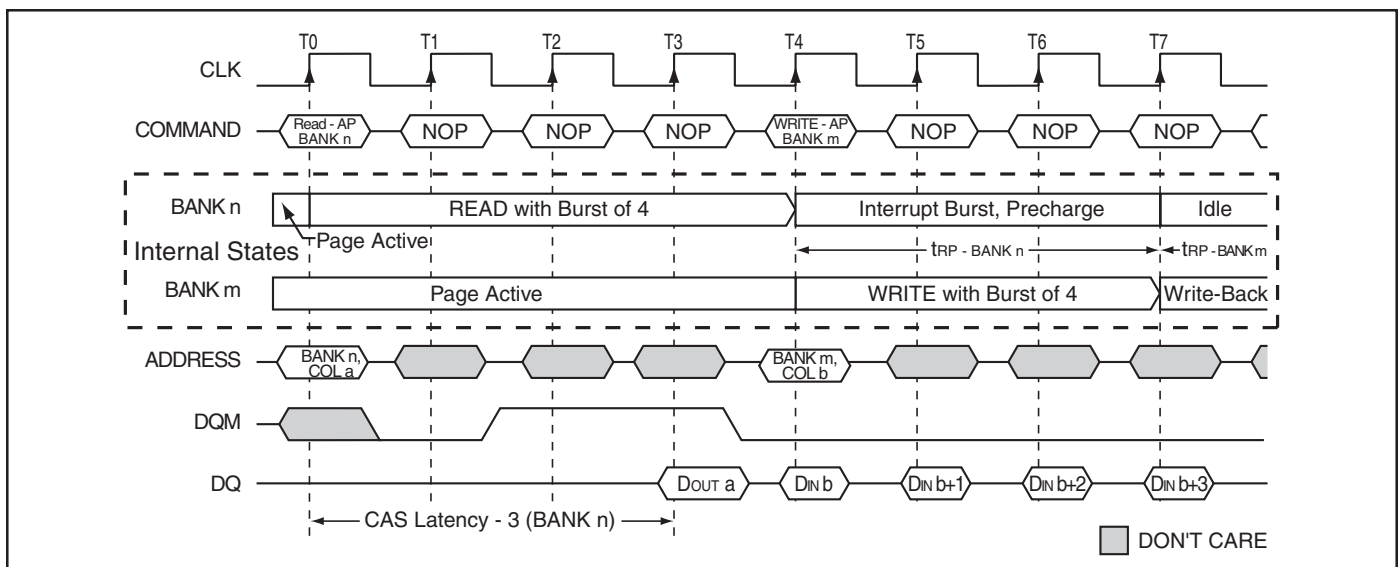 T0 T1 T2 T3 T4 T5 T6 T7
CLK
COMMAND Read - AP BANK n NOP NOP NOP WRITE - AP BANK m NOP NOP NOP
BANK n READ with Burst of 4 Interrupt Burst, Precharge Idle
Page Active tRP - BANK n tRP - BANK m
Internal States
BANK m Page Active WRITE with Burst of 4 Write-Back
ADDRESS BANK n, COL a BANK m, COL b
DQM
DQ DOUT a DIN b DIN b+1 DIN b+2 DIN b+3
CAS Latency - 3 (BANK n)
DON'T CARE